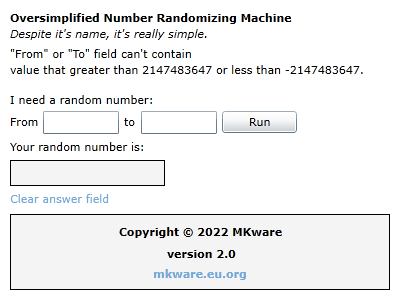 Oversimplified Number Randomizing Machine
Despite it's name, it's really simple.
"From" or "To" field can't contain
value that greater than 2147483647 or less than -2147483647.
I need a random number:
From to Run
Your random number is:
Clear answer field
Copyright © 2022 MKware
version 2.0
mkware.eu.org